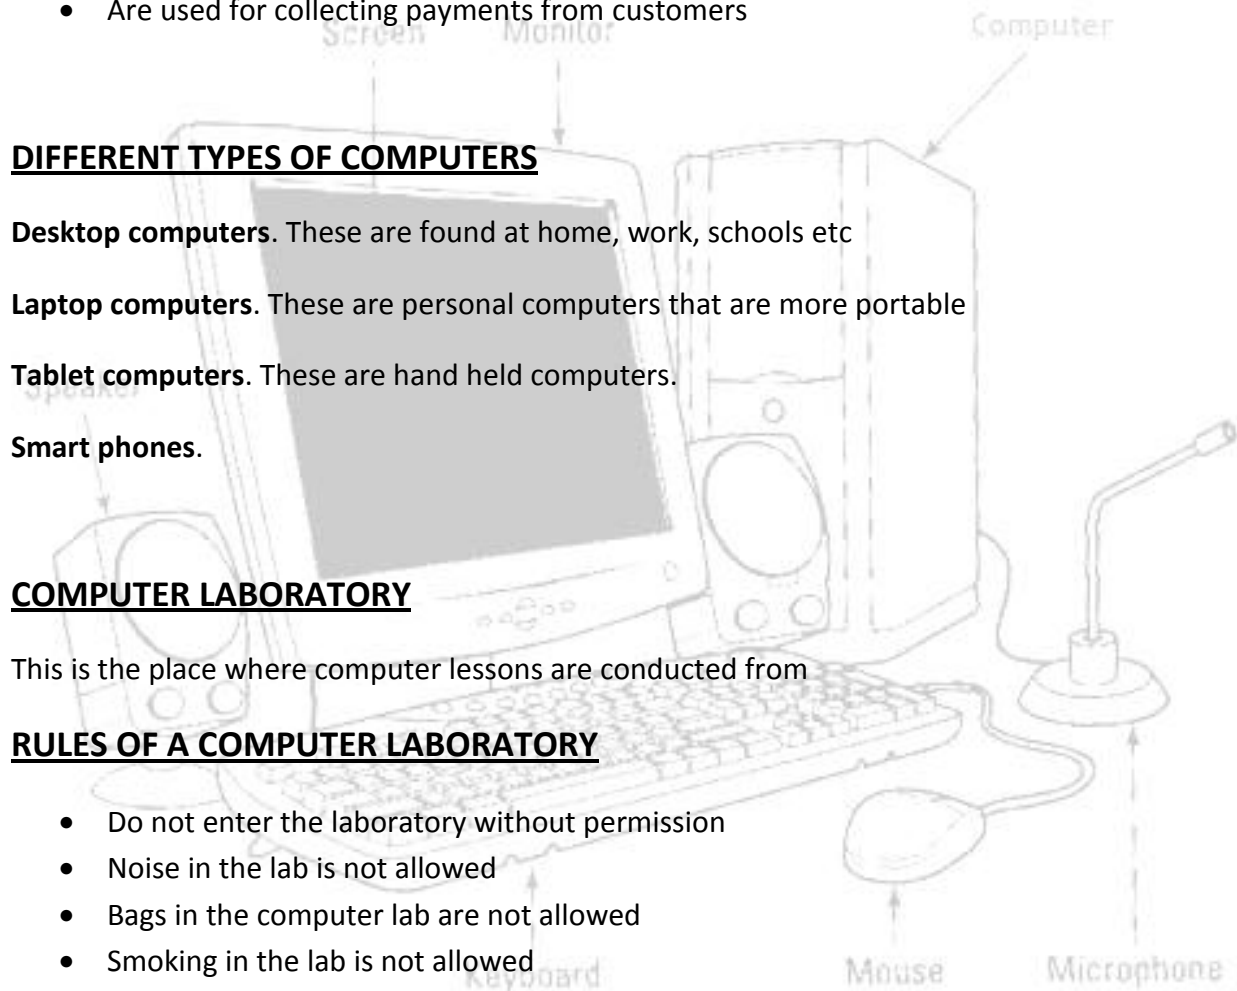 • Are used for collecting payments from customers
Screen Monitor Computer
DIFFERENT TYPES OF COMPUTERS
Desktop computers. These are found at home, work, schools etc
Laptop computers. These are personal computers that are more portable
Tablet computers. These are hand held computers.
Speaker
Smart phones.
COMPUTER LABORATORY
This is the place where computer lessons are conducted from
RULES OF A COMPUTER LABORATORY
• Do not enter the laboratory without permission
• Noise in the lab is not allowed
• Bags in the computer lab are not allowed
• Smoking in the lab is not allowed
Keyboard Mouse Microphone